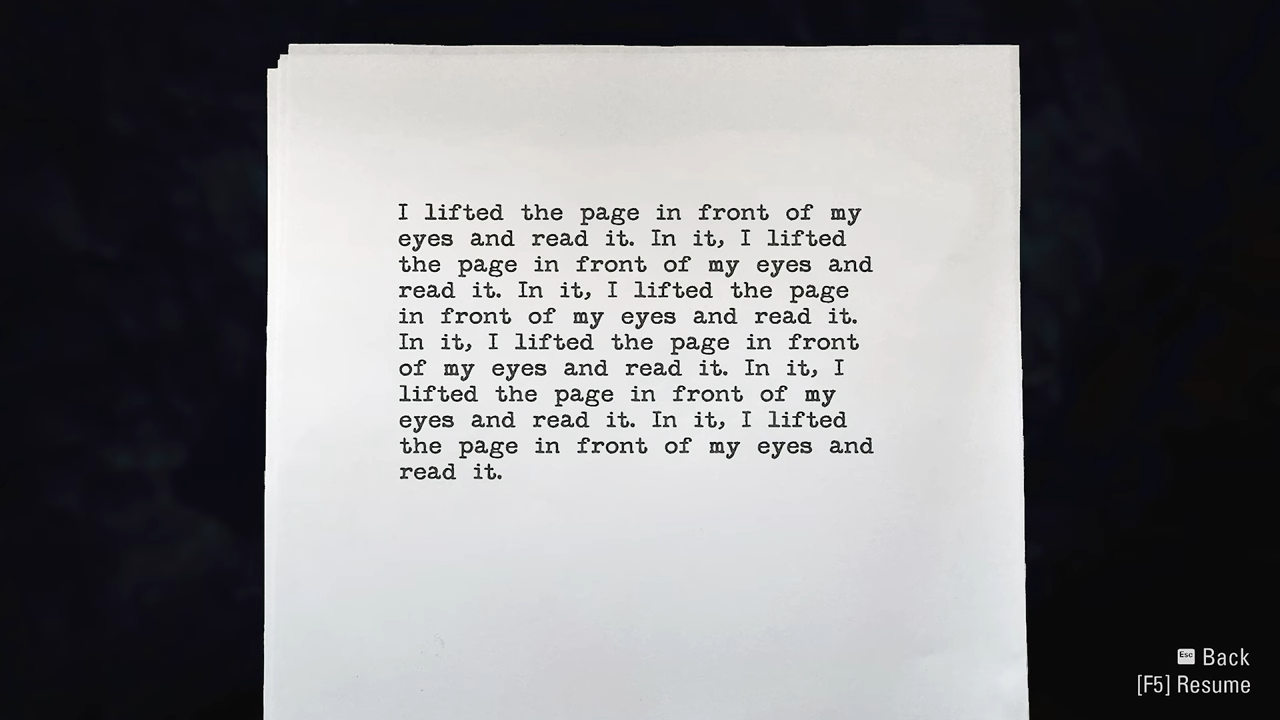 I lifted the page in front of my
eyes and read it. In it, I lifted
the page in front of my eyes and
read it. In it, I lifted the page
in front of my eyes and read it.
In it, I lifted the page in front
of my eyes and read it. In it, I
lifted the page in front of my
eyes and read it. In it, I lifted
the page in front of my eyes and
read it.
Esc Back
[F5] Resume